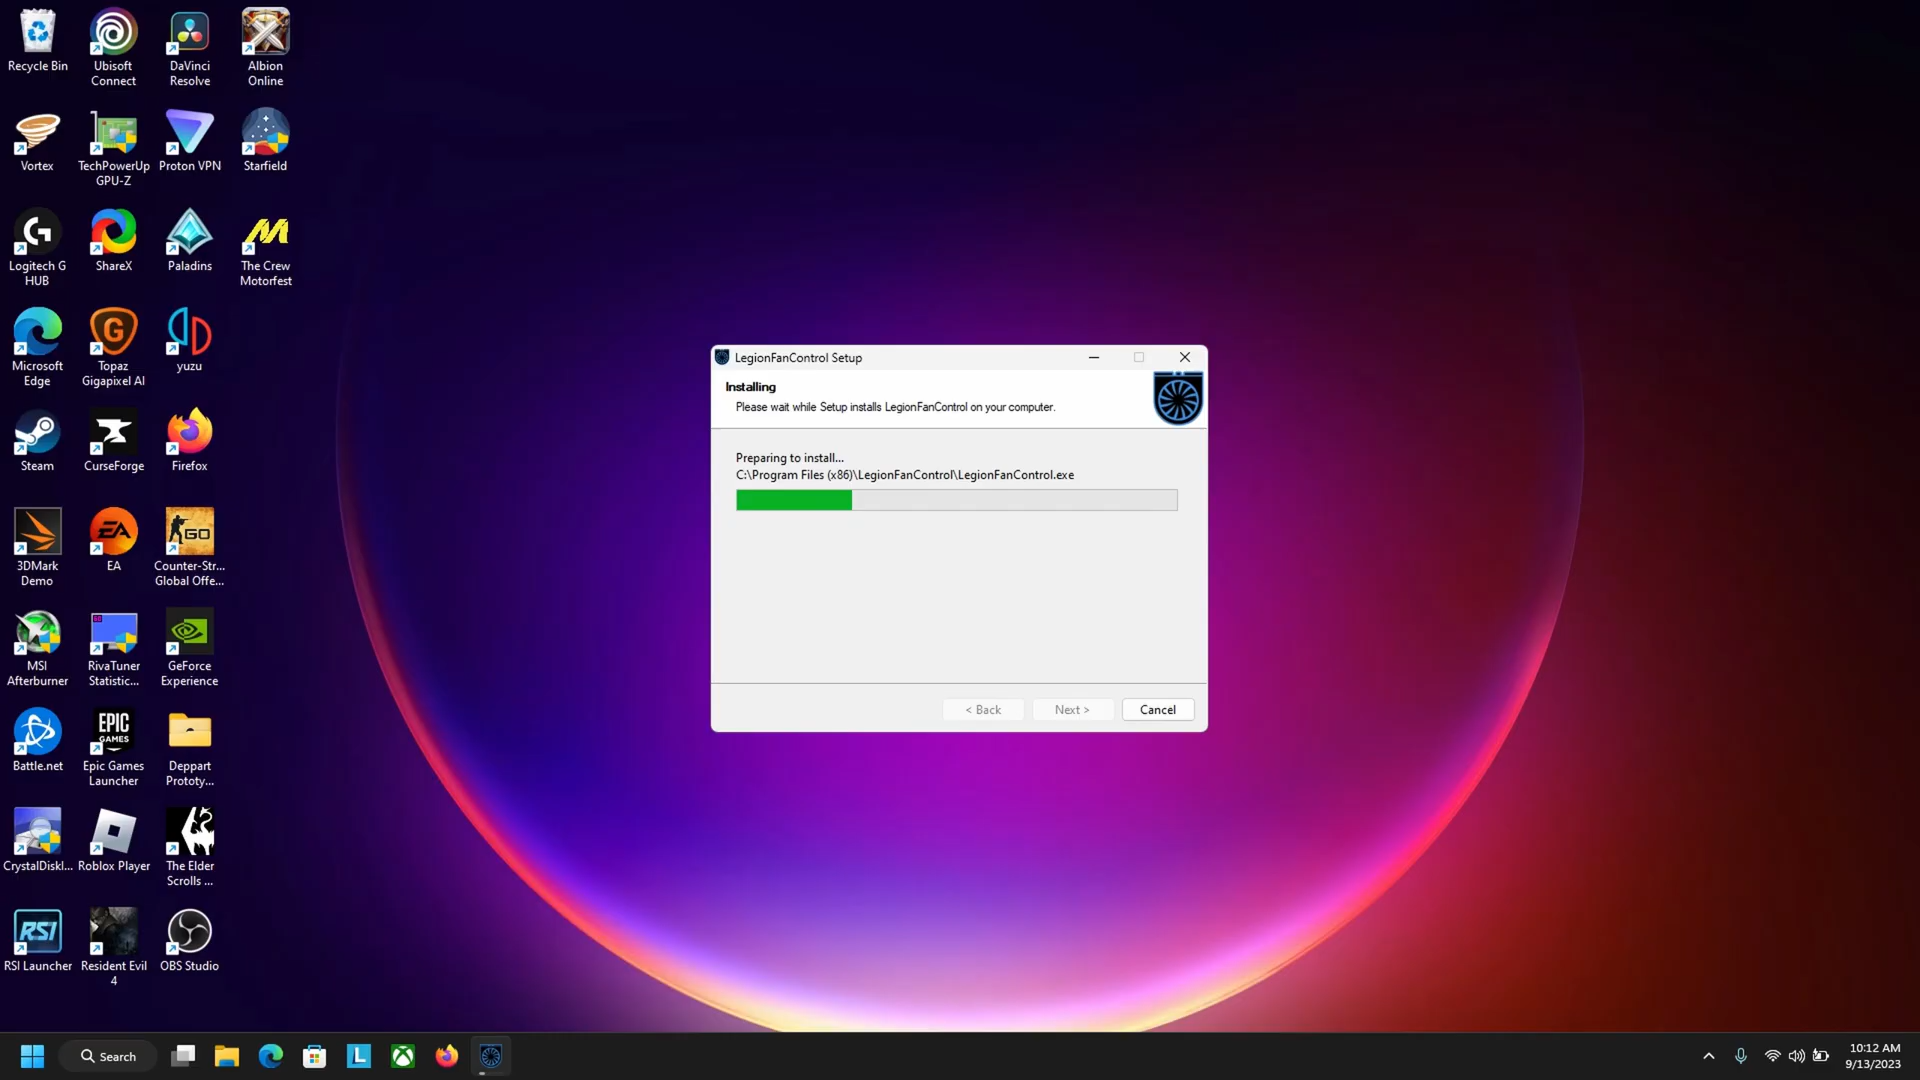 Recycle Bin
Ubisoft
Connect
DaVinci
Resolve
Albion
Online
Vortex
TechPowerUp
GPU-Z
Proton VPN
Starfield
Logitech G
HUB
ShareX
Paladins
The Crew
Motorfest
Microsoft
Edge
Topaz
Gigapixel AI
yuzu
Steam
CurseForge
Firefox
3DMark
Demo
EA
EA
GO
Counter-Str...
Global Offe...
MSI
Afterburner
RivaTuner
Statistic...
GeForce
Experience
Battle.net
EPIC
GAMES
Epic Games
Launcher
Deppart
Prototy...
CrystalDiskI...
Roblox Player
The Elder
Scrolls ...
RSI
RSI Launcher
Resident Evil
4
OBS Studio
LegionFanControl Setup
Installing
Please wait while Setup installs LegionFanControl on your computer.
Preparing to install...
C:\Program Files (x86)\LegionFanControl\LegionFanControl.exe
< Back
Next >
Cancel
Search
L
10:12 AM
9/13/2023